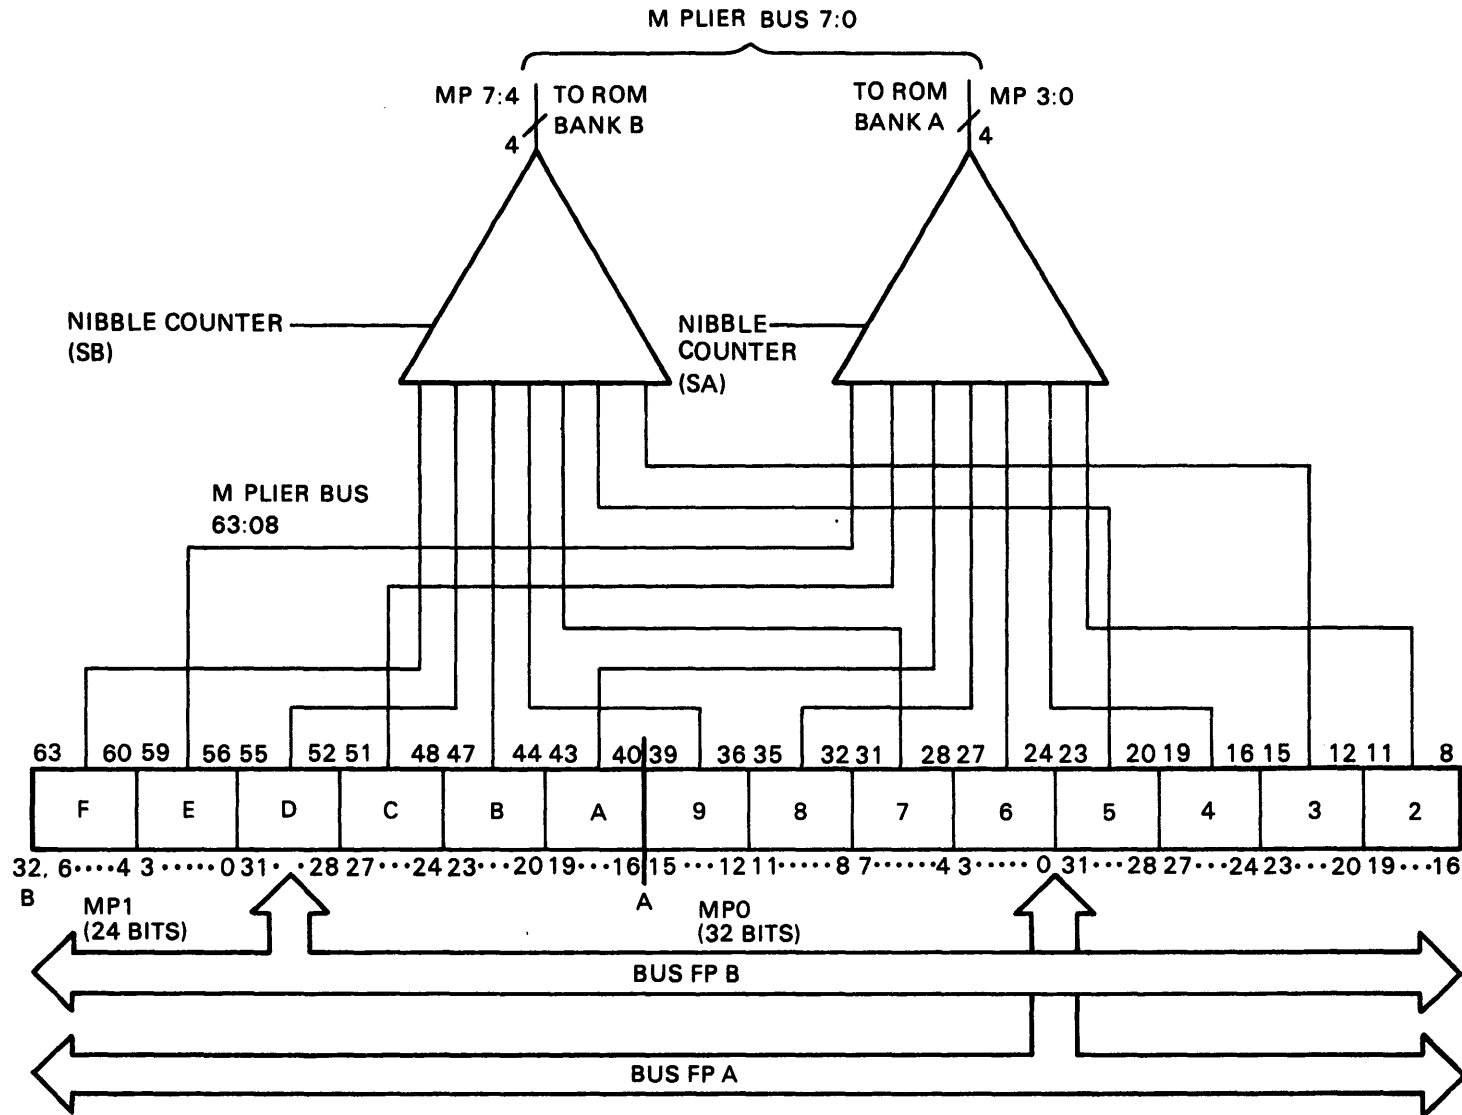 M PLIER BUS 7:0
MP 7:4
TO ROM
BANK B
4
TO ROM
BANK A
MP 3:0
4
NIBBLE COUNTER
(SB)
NIBBLE
COUNTER
(SA)
M PLIER BUS
63:08
63 60 59 56 55 52 51 48 47 44 43 40 39 36 35 32 31 28 27 24 23 20 19 16 15 12 11 8
F E D C B A 9 8 7 6 5 4 3 2
32, 6····4 3 ·····0 31···28 27···24 23···20 19···16 15···12 11·····8 7·····4 3 ···0 31····28 27···24 23···20 19···16
B
A
MP1
(24 BITS)
MP0
(32 BITS)
BUS FP B
BUS FP A